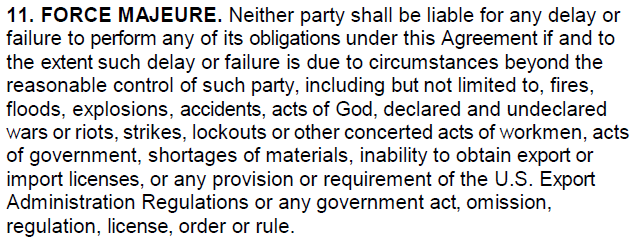 11. FORCE MAJEURE. Neither party shall be liable for any delay or
failure to perform any of its obligations under this Agreement if and to
the extent such delay or failure is due to circumstances beyond the
reasonable control of such party, including but not limited to, fires,
floods, explosions, accidents, acts of God, declared and undeclared
wars or riots, strikes, lockouts or other concerted acts of workmen, acts
of government, shortages of materials, inability to obtain export or
import licenses, or any provision or requirement of the U.S. Export
Administration Regulations or any government act, omission,
regulation, license, order or rule.